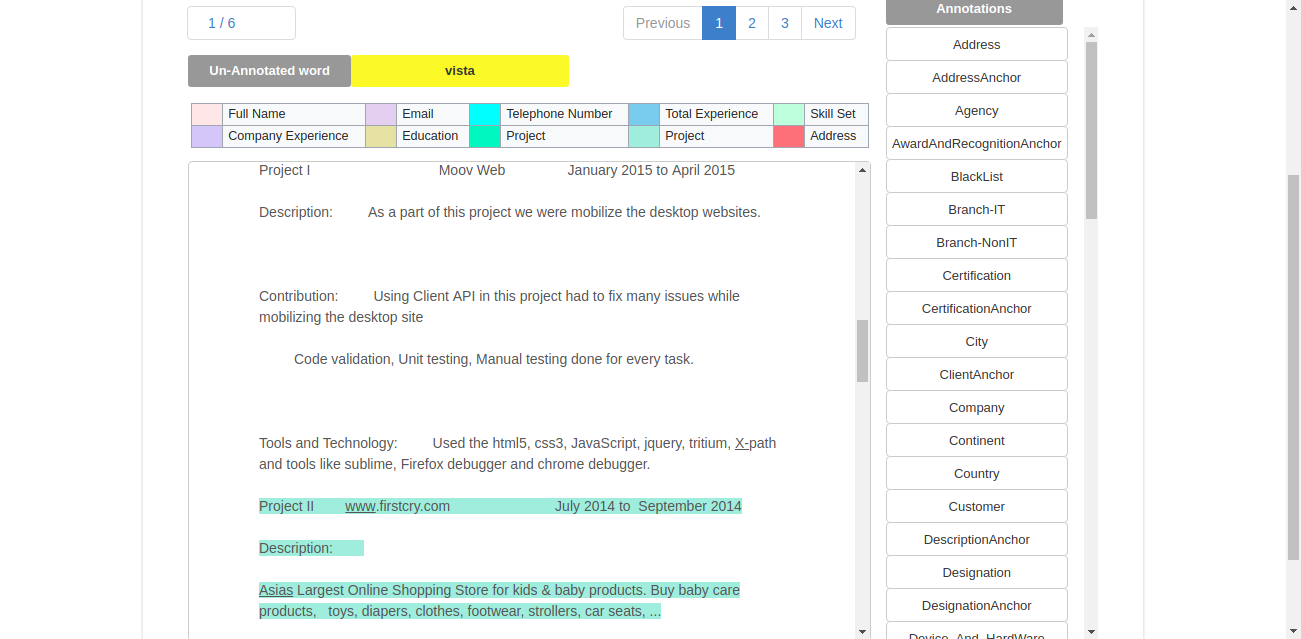 Annotations
1 / 6
Previous 1 2 3 Next
Un-Annotated word vista
Full Name Email Telephone Number Total Experience Skill Set
Company Experience Education Project Project Address
Project I Moov Web January 2015 to April 2015
Description: As a part of this project we were mobilize the desktop websites.
Contribution: Using Client API in this project had to fix many issues while
mobilizing the desktop site
Code validation, Unit testing, Manual testing done for every task.
Tools and Technology: Used the html5, css3, JavaScript, jquery, tritium, X-path
and tools like sublime, Firefox debugger and chrome debugger.
Project II www.firstcry.com July 2014 to September 2014
Description:
Asias Largest Online Shopping Store for kids & baby products. Buy baby care
products, toys, diapers, clothes, footwear, strollers, car seats, ...
Address
AddressAnchor
Agency
AwardAndRecognitionAnchor
BlackList
Branch-IT
Branch-NonIT
Certification
CertificationAnchor
City
ClientAnchor
Company
Continent
Country
Customer
DescriptionAnchor
Designation
DesignationAnchor
Device_And_HardWare